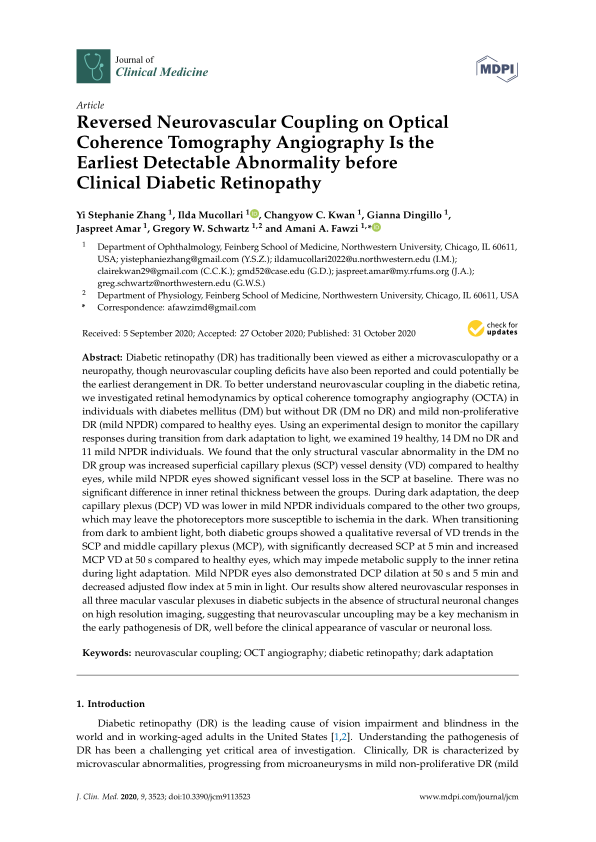 Journal of
Clinical Medicine
MDPI
Article
Reversed Neurovascular Coupling on Optical
Coherence Tomography Angiography Is the
Earliest Detectable Abnormality before
Clinical Diabetic Retinopathy
Yi Stephanie Zhang 1, Ilda Mucollari 1, Changyow C. Kwan 1, Gianna Dingillo 1,
Jaspreet Amar 1, Gregory W. Schwartz 1,2 and Amani A. Fawzi 1,*
1 Department of Ophthalmology, Feinberg School of Medicine, Northwestern University, Chicago, IL 60611,
USA; yistephaniezhang@gmail.com (Y.S.Z.); ildamucollari2022@u.northwestern.edu (I.M.);
clairekwan29@gmail.com (C.C.K.); gmd52@case.edu (G.D.); jaspreet.amar@my.rfums.org (J.A.);
greg.schwartz@northwestern.edu (G.W.S.)
2 Department of Physiology, Feinberg School of Medicine, Northwestern University, Chicago, IL 60611, USA
* Correspondence: afawzimd@gmail.com
Received: 5 September 2020; Accepted: 27 October 2020; Published: 31 October 2020
check for
updates
Abstract: Diabetic retinopathy (DR) has traditionally been viewed as either a microvasculopathy or a
neuropathy, though neurovascular coupling deficits have also been reported and could potentially be
the earliest derangement in DR. To better understand neurovascular coupling in the diabetic retina,
we investigated retinal hemodynamics by optical coherence tomography angiography (OCTA) in
individuals with diabetes mellitus (DM) but without DR (DM no DR) and mild non-proliferative
DR (mild NPDR) compared to healthy eyes. Using an experimental design to monitor the capillary
responses during transition from dark adaptation to light, we examined 19 healthy, 14 DM no DR and
11 mild NPDR individuals. We found that the only structural vascular abnormality in the DM no
DR group was increased superficial capillary plexus (SCP) vessel density (VD) compared to healthy
eyes, while mild NPDR eyes showed significant vessel loss in the SCP at baseline. There was no
significant difference in inner retinal thickness between the groups. During dark adaptation, the deep
capillary plexus (DCP) VD was lower in mild NPDR individuals compared to the other two groups,
which may leave the photoreceptors more susceptible to ischemia in the dark. When transitioning
from dark to ambient light, both diabetic groups showed a qualitative reversal of VD trends in the
SCP and middle capillary plexus (MCP), with significantly decreased SCP at 5 min and increased
MCP VD at 50 s compared to healthy eyes, which may impede metabolic supply to the inner retina
during light adaptation. Mild NPDR eyes also demonstrated DCP dilation at 50 s and 5 min and
decreased adjusted flow index at 5 min in light. Our results show altered neurovascular responses in
all three macular vascular plexuses in diabetic subjects in the absence of structural neuronal changes
on high resolution imaging, suggesting that neurovascular uncoupling may be a key mechanism in
the early pathogenesis of DR, well before the clinical appearance of vascular or neuronal loss.
Keywords: neurovascular coupling; OCT angiography; diabetic retinopathy; dark adaptation
1. Introduction
Diabetic retinopathy (DR) is the leading cause of vision impairment and blindness in the
world and in working-aged adults in the United States [1,2]. Understanding the pathogenesis of
DR has been a challenging yet critical area of investigation. Clinically, DR is characterized by
microvascular abnormalities, progressing from microaneurysms in mild non-proliferative DR (mild
J. Clin. Med. 2020, 9, 3523; doi:10.3390/jcm9113523
www.mdpi.com/journal/jcm